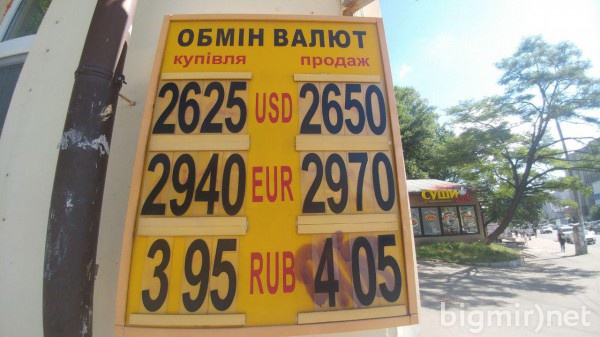 ОБМІН ВАЛЮТ
купівля продаж
2625 USD 2650
2940 EUR 2970
3 95 RUB 4 05
СУШИ
bigmir)net